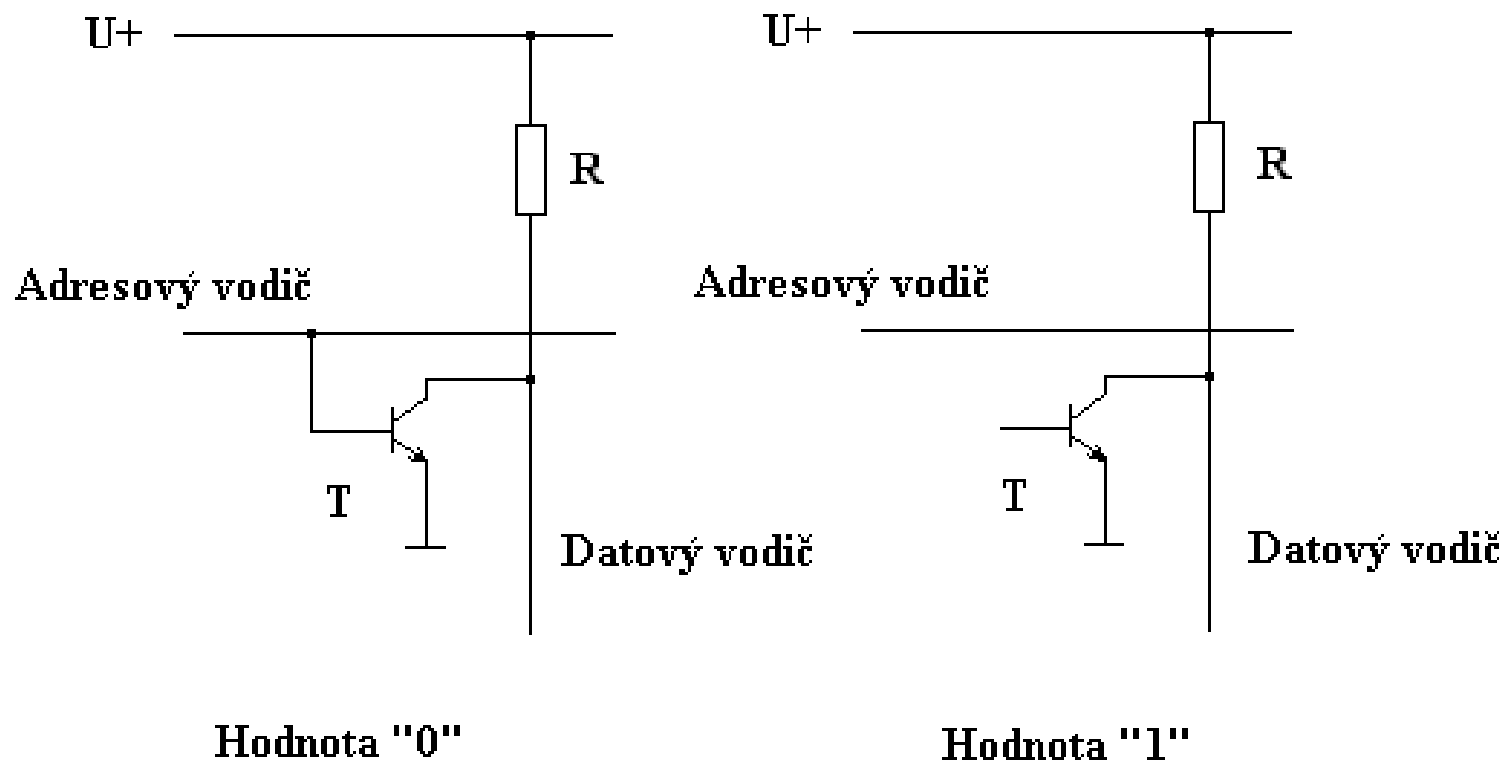 U+
R
Adresový vodič
T
Datový vodič
Hodnota "0"
U+
R
Adresový vodič
T
Datový vodič
Hodnota "1"